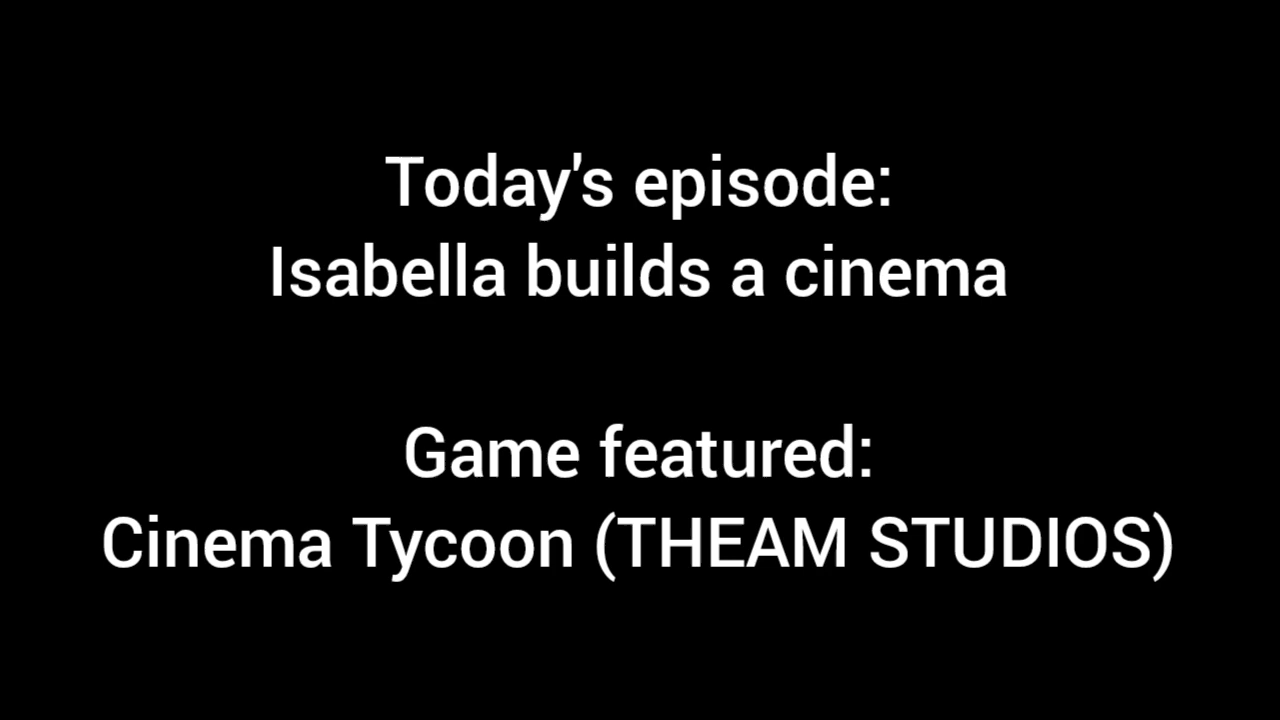 Today's episode:
Isabella builds a cinema
Game featured:
Cinema Tycoon (THEAM STUDIOS)